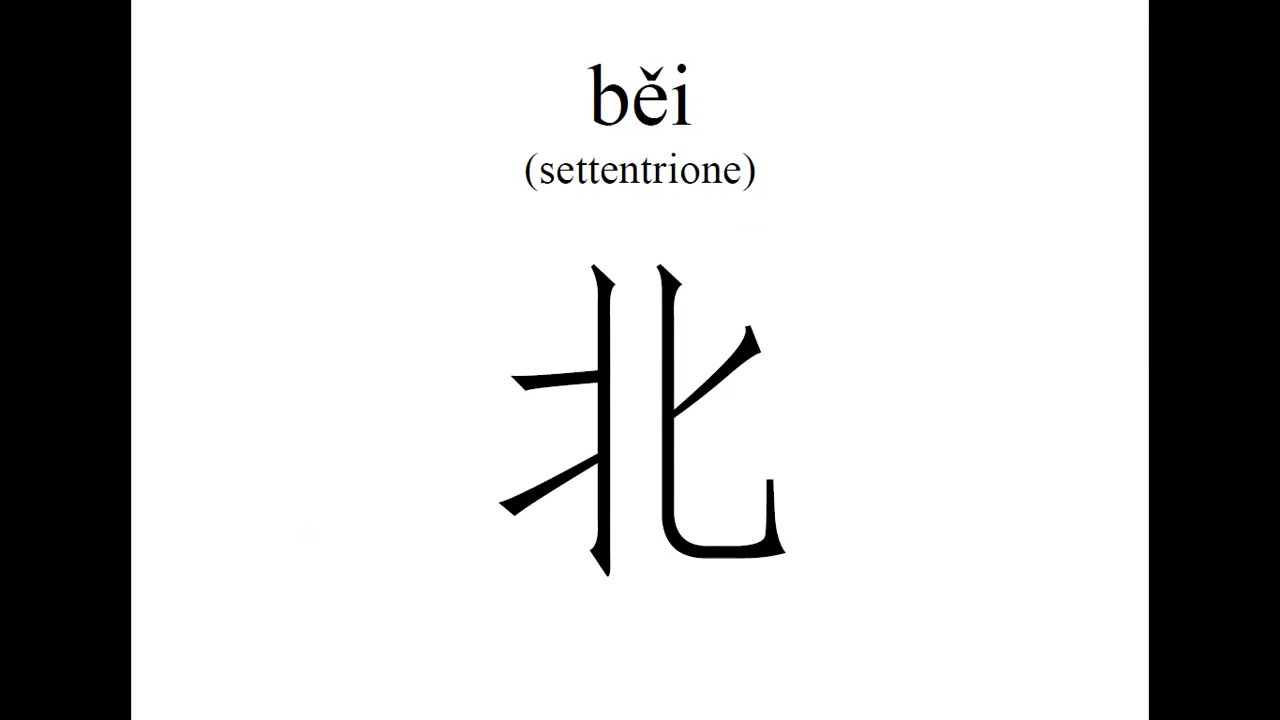 běi
(settentrione)
北